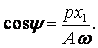 cosψ = px₁ / Aω.